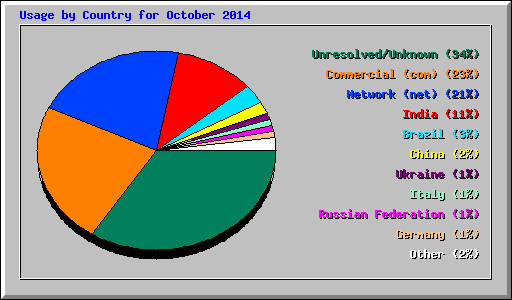 Usage by Country for October 2014
Unresolved/Unknown (34%)
Commercial (com) (23%)
Network (net) (21%)
India (11%)
Brazil (3%)
China (2%)
Ukraine (1%)
Italy (1%)
Russian Federation (1%)
Germany (1%)
Other (2%)